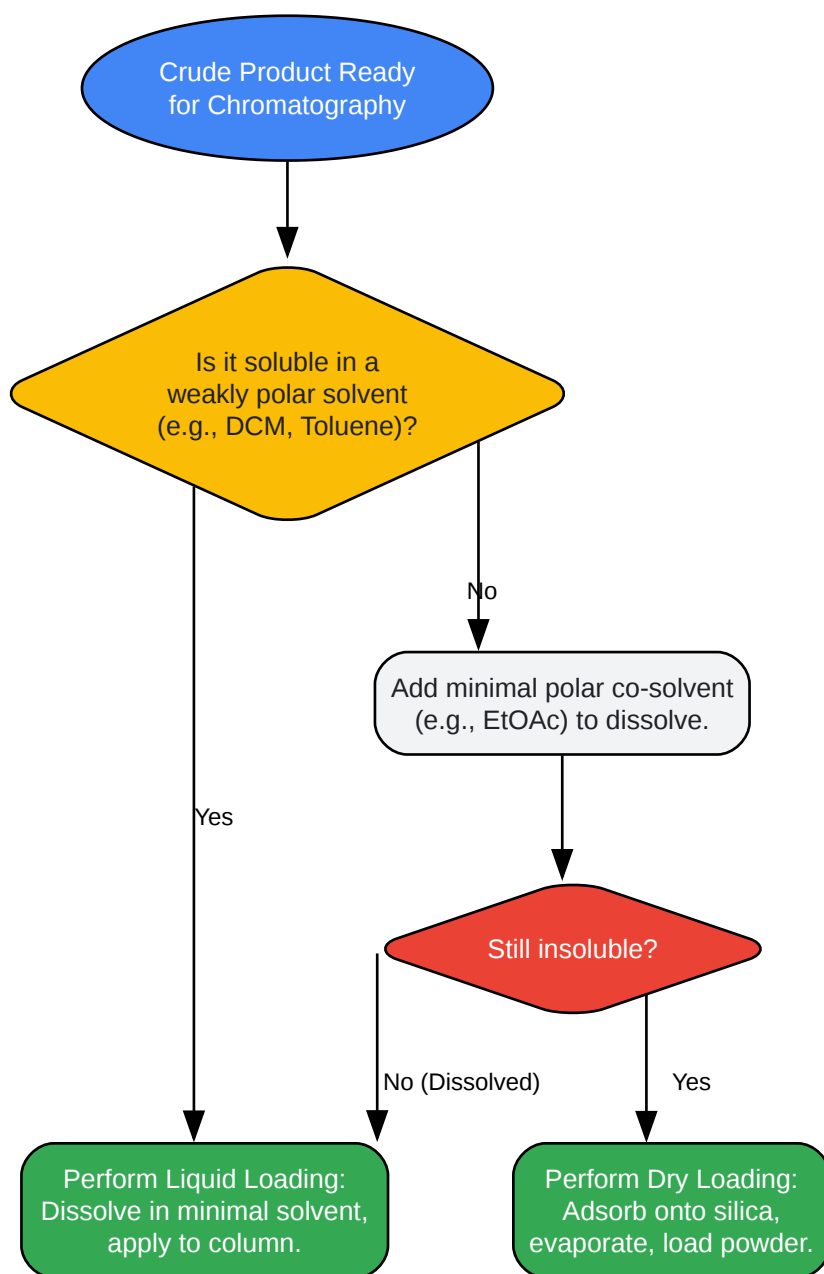 Crude Product Ready
for Chromatography
Is it soluble in a
weakly polar solvent
(e.g., DCM, Toluene)?
No
Add minimal polar co-solvent
(e.g., EtOAc) to dissolve.
Yes
Still insoluble?
No (Dissolved)
Yes
Perform Liquid Loading:
Dissolve in minimal solvent,
apply to column.
Perform Dry Loading:
Adsorb onto silica,
evaporate, load powder.